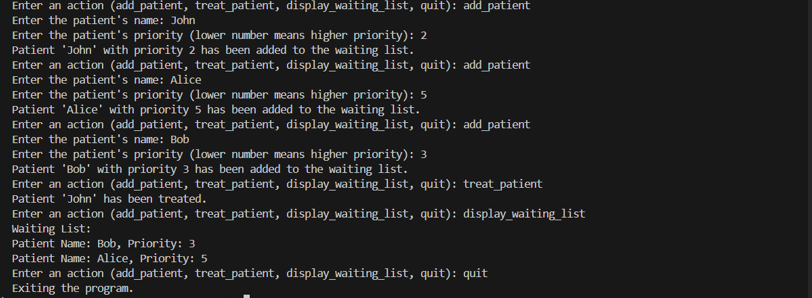 Enter an action (add_patient, treat_patient, display_waiting_list, quit): add_patient
Enter the patient's name: John
Enter the patient's priority (lower number means higher priority): 2
Patient 'John' with priority 2 has been added to the waiting list.
Enter an action (add_patient, treat_patient, display_waiting_list, quit): add_patient
Enter the patient's name: Alice
Enter the patient's priority (lower number means higher priority): 5
Patient 'Alice' with priority 5 has been added to the waiting list.
Enter an action (add_patient, treat_patient, display_waiting_list, quit): add_patient
Enter the patient's name: Bob
Enter the patient's priority (lower number means higher priority): 3
Patient 'Bob' with priority 3 has been added to the waiting list.
Enter an action (add_patient, treat_patient, display_waiting_list, quit): treat_patient
Patient 'John' has been treated.
Enter an action (add_patient, treat_patient, display_waiting_list, quit): display_waiting_list
Waiting List:
Patient Name: Bob, Priority: 3
Patient Name: Alice, Priority: 5
Enter an action (add_patient, treat_patient, display_waiting_list, quit): quit
Exiting the program.